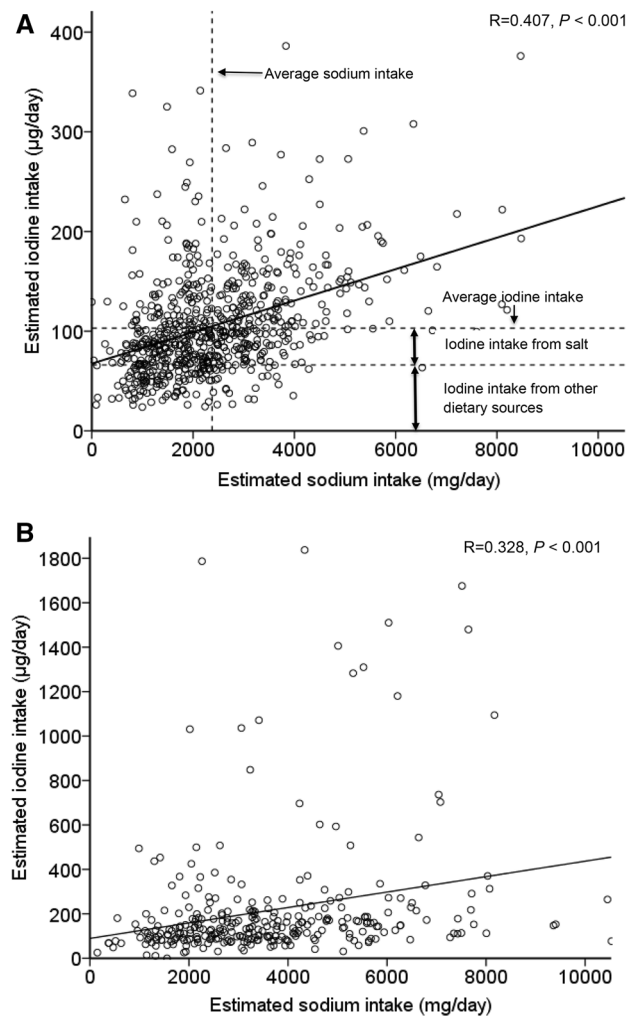 A
R=0.407, P < 0.001
400
Average sodium intake
300
200
Average iodine intake
100
Iodine intake from salt
Iodine intake from other
dietary sources
0
0 2000 4000 6000 8000 10000
Estimated iodine intake (µg/day)
Estimated sodium intake (mg/day)
B
R=0.328, P < 0.001
1800
1600
1400
1200
1000
800
600
400
200
0
0 2000 4000 6000 8000 10000
Estimated iodine intake (µg/day)
Estimated sodium intake (mg/day)